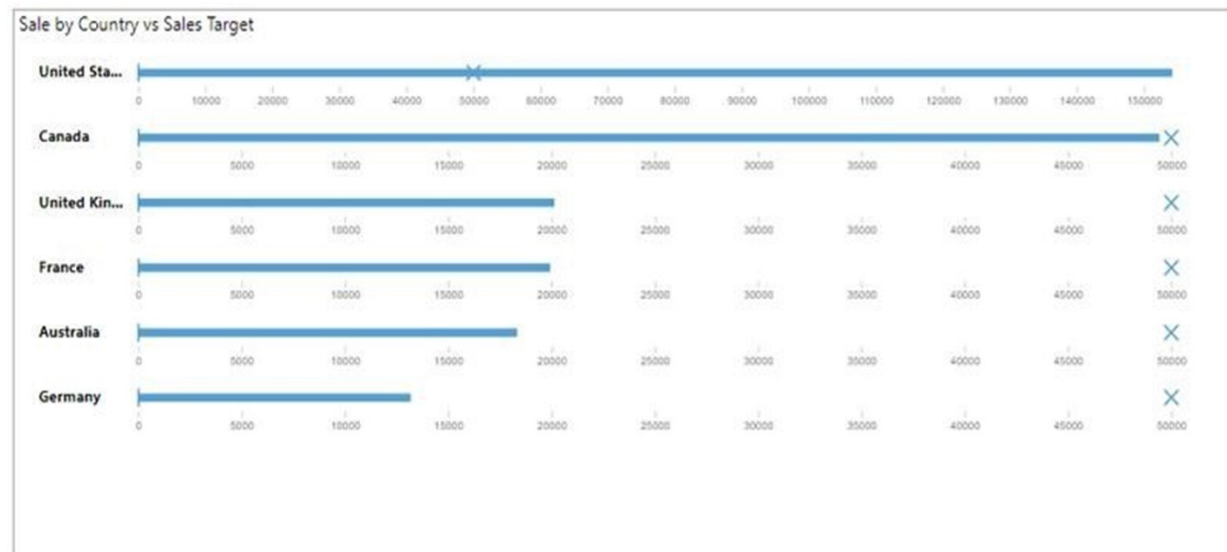 Sale by Country vs Sales Target
United Sta...
0 10000 20000 30000 40000 50000 60000 70000 80000 90000 100000 110000 120000 130000 140000 150000
Canada
0 5000 10000 15000 20000 25000 30000 35000 40000 45000 50000
United Kin...
0 5000 10000 15000 20000 25000 30000 35000 40000 45000 50000
France
0 5000 10000 15000 20000 25000 30000 35000 40000 45000 50000
Australia
0 5000 10000 15000 20000 25000 30000 35000 40000 45000 50000
Germany
0 5000 10000 15000 20000 25000 30000 35000 40000 45000 50000